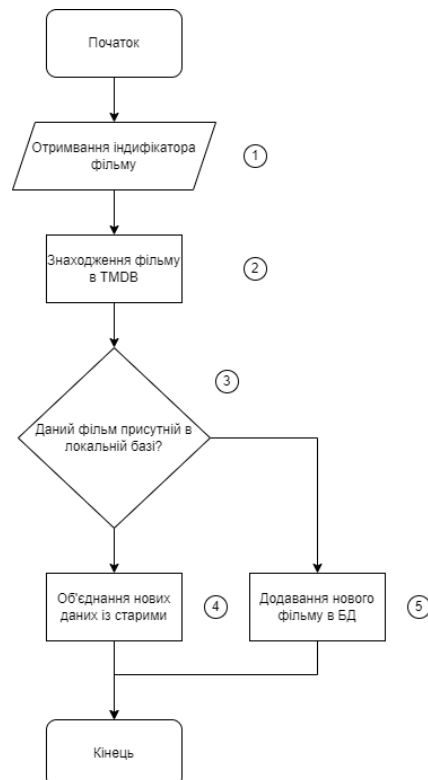 Початок
Отримвання індифікатора
фільму
1
Знаходження фільму
в TMDB
2
3
Даний фільм присутній в
локальній базі?
Об'єднання нових
даних із старими
4
Додавання нового
фільму в БД
5
Кінець